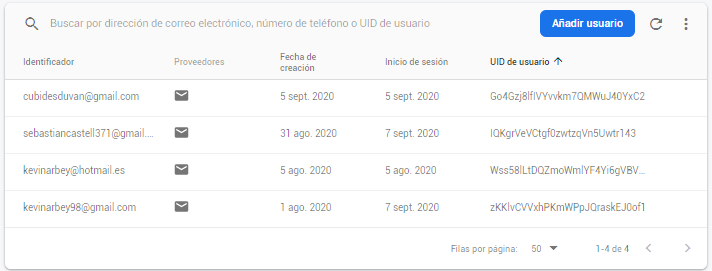 Buscar por dirección de correo electrónico, número de teléfono o UID de usuario Añadir usuario
Identificador Proveedores Fecha de creación Inicio de sesión UID de usuario
cubidesduvan@gmail.com 5 sept. 2020 5 sept. 2020 Go4Gzj8lfIVYvvkm7QMWuJ40YxC2
sebastiancastell371@gmail.… 31 ago. 2020 7 sept. 2020 IQKgrVeVCtgf0zwtzqVn5Uwtr143
kevinarbey@hotmail.es 5 ago. 2020 5 ago. 2020 Wss58lLtDQZmoWmlYF4Yi6gVBV…
kevinarbey98@gmail.com 1 ago. 2020 7 sept. 2020 zKKlvCVVxhPKmWPpJQraskEJ0of1
Filas por página: 50 1-4 de 4